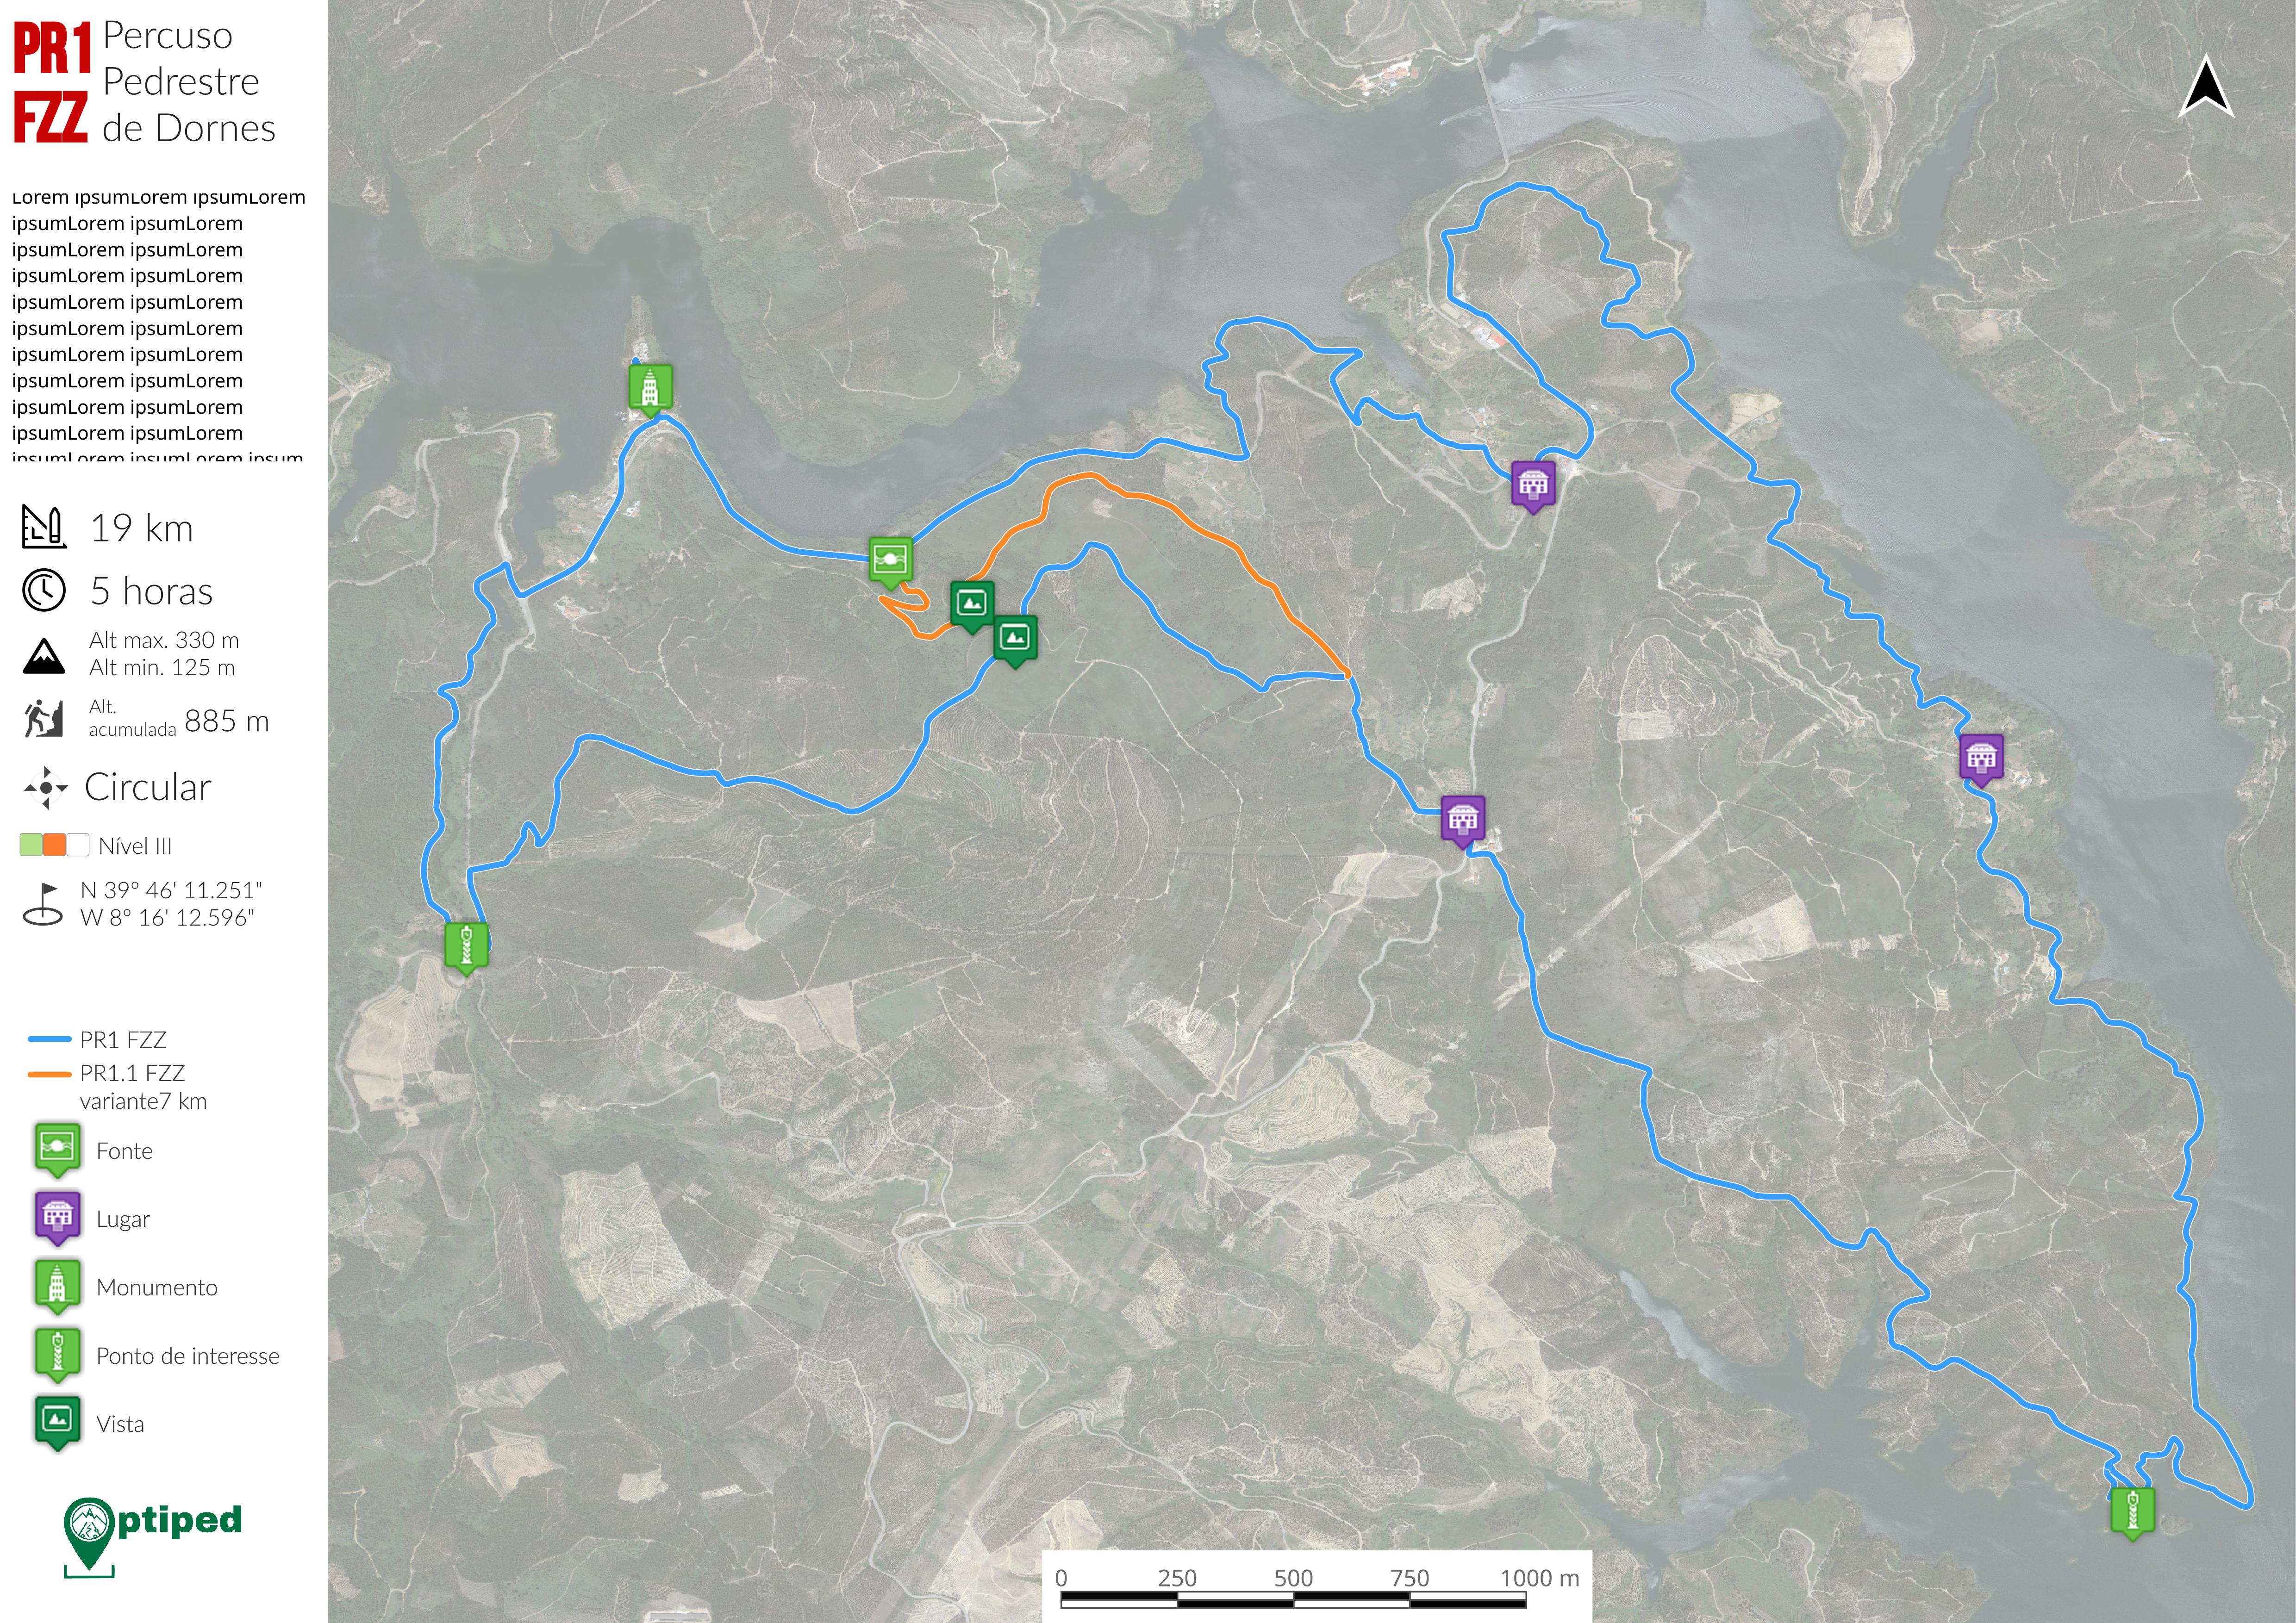 PR1
FZZ
Percuso
Pedrestre
de Dornes
Lorem ipsumLorem ipsumLorem
ipsumLorem ipsumLorem
ipsumLorem ipsumLorem
ipsumLorem ipsumLorem
ipsumLorem ipsumLorem
ipsumLorem ipsumLorem
ipsumLorem ipsumLorem
ipsumLorem ipsumLorem
ipsumLorem ipsumLorem
ipsumLorem ipsumLorem
ipsumLorem ipsumLorem ipsum
19 km
5 horas
Alt max. 330 m
Alt min. 125 m
Alt.
acumulada 885 m
Circular
Nível III
N 39° 46' 11.251"
W 8° 16' 12.596"
PR1 FZZ
PR1.1 FZZ
variante7 km
Fonte
Lugar
Monumento
Ponto de interesse
Vista
ptiped
0 250 500 750 1000 m